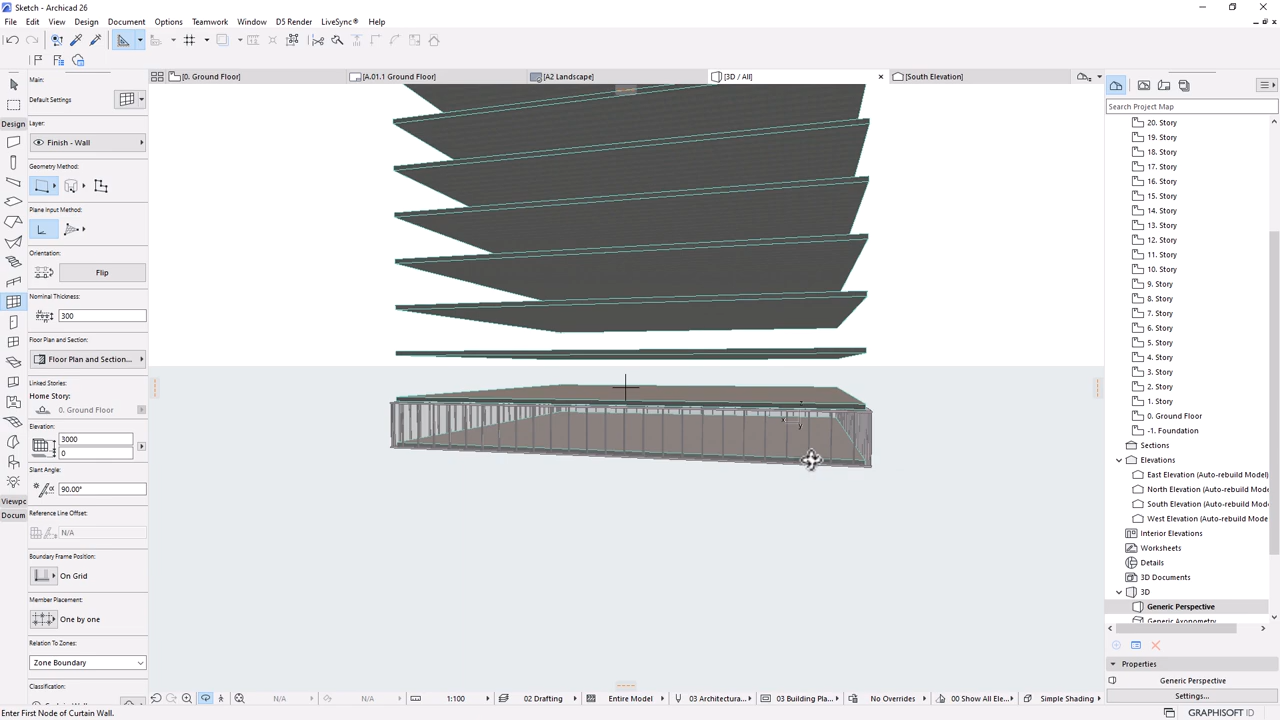 Sketch - Archicad 26
File Edit View Design Document Options Teamwork Window D5 Render LiveSync® Help
[0. Ground Floor] [A.01.1 Ground Floor] [A2 Landscape] [3D / All] [South Elevation]
Main:
Default Settings
Layer:
Finish - Wall
Geometry Method:
Plane Input Method:
Orientation:
Flip
Nominal Thickness:
300
Floor Plan and Section:
Floor Plan and Section...
Linked Stories:
Home Story:
0. Ground Floor
Elevation:
3000
0
Slant Angle:
90.00°
Reference Line Offset:
N/A
Boundary Frame Position:
On Grid
Member Placement:
One by one
Relation To Zones:
Zone Boundary
Classification:
Design
Viewpc
Docum
Search Project Map
20. Story
19. Story
18. Story
17. Story
16. Story
15. Story
14. Story
13. Story
12. Story
11. Story
10. Story
9. Story
8. Story
7. Story
6. Story
5. Story
4. Story
3. Story
2. Story
1. Story
0. Ground Floor
-1. Foundation
Sections
Elevations
East Elevation (Auto-rebuild Model)
North Elevation (Auto-rebuild Mode
South Elevation (Auto-rebuild Mode
West Elevation (Auto-rebuild Mode
Interior Elevations
Worksheets
Details
3D Documents
3D
Generic Perspective
Generic Axonometry
Properties
Generic Perspective
Settings...
N/A N/A 1:100 02 Drafting Entire Model 03 Architectura... 03 Building Pla... No Overrides 00 Show All Ele... Simple Shading
Enter First Node of Curtain Wall.
GRAPHISOFT ID